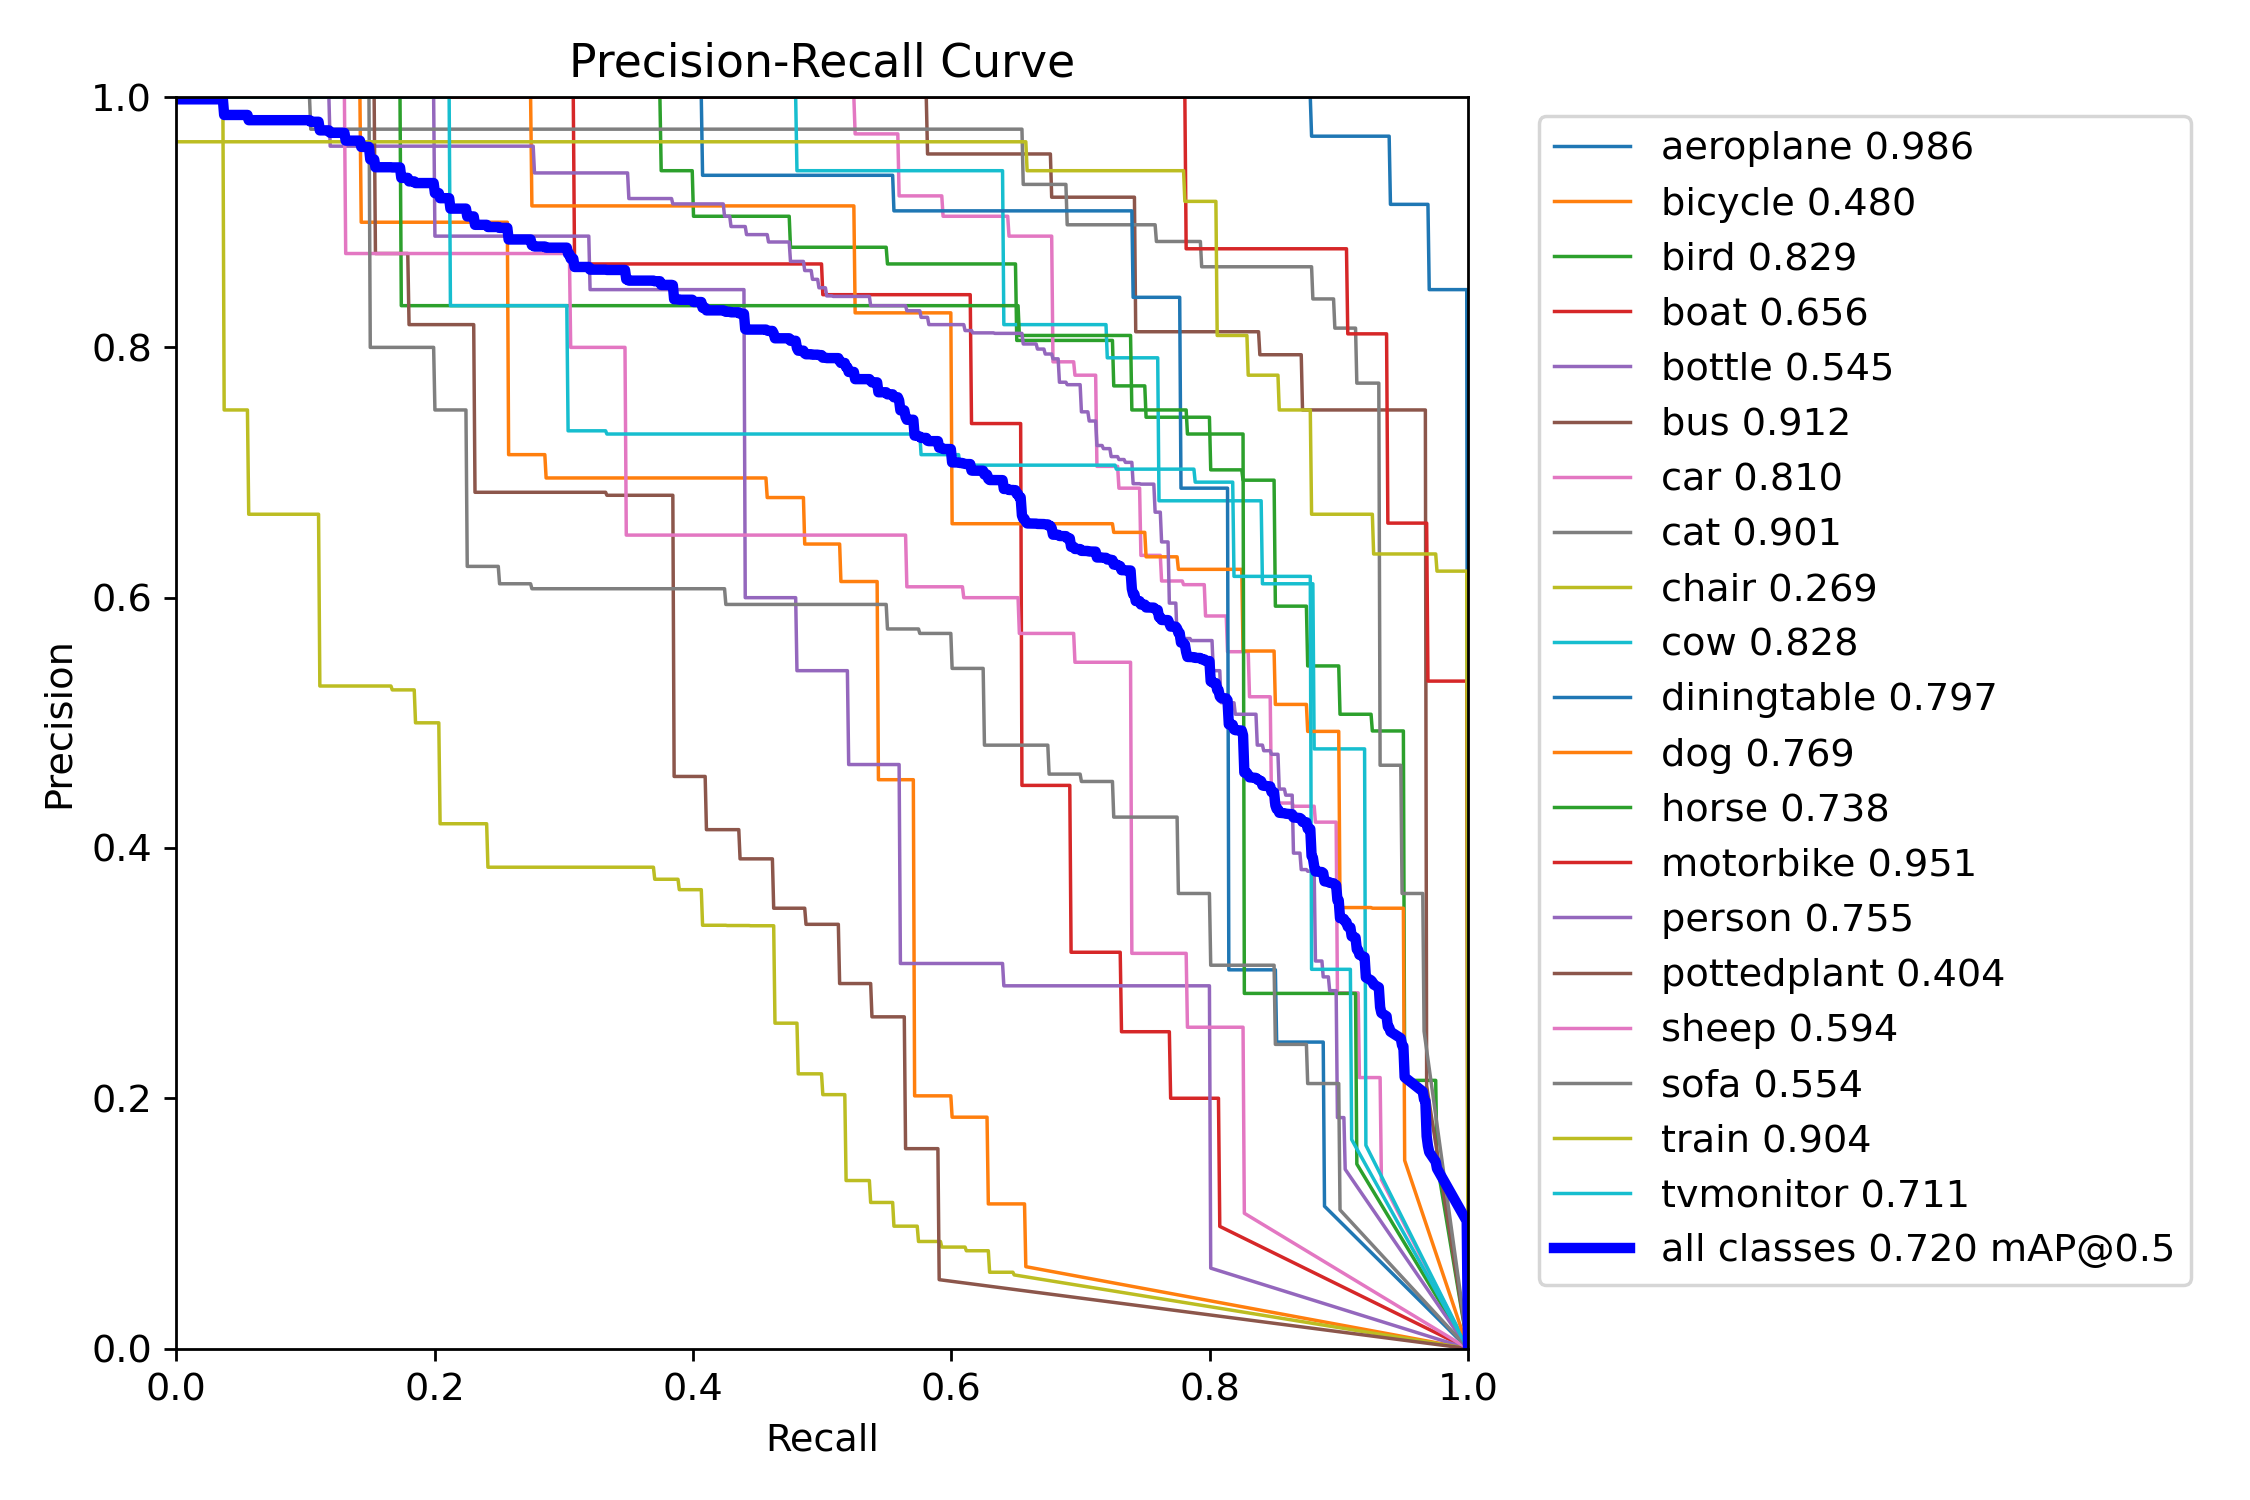 Precision-Recall Curve
1.0
0.8
0.6
0.4
0.2
0.0
Precision
0.0 0.2 0.4 0.6 0.8 1.0
Recall
aeroplane 0.986
bicycle 0.480
bird 0.829
boat 0.656
bottle 0.545
bus 0.912
car 0.810
cat 0.901
chair 0.269
cow 0.828
diningtable 0.797
dog 0.769
horse 0.738
motorbike 0.951
person 0.755
pottedplant 0.404
sheep 0.594
sofa 0.554
train 0.904
tvmonitor 0.711
all classes 0.720 mAP@0.5